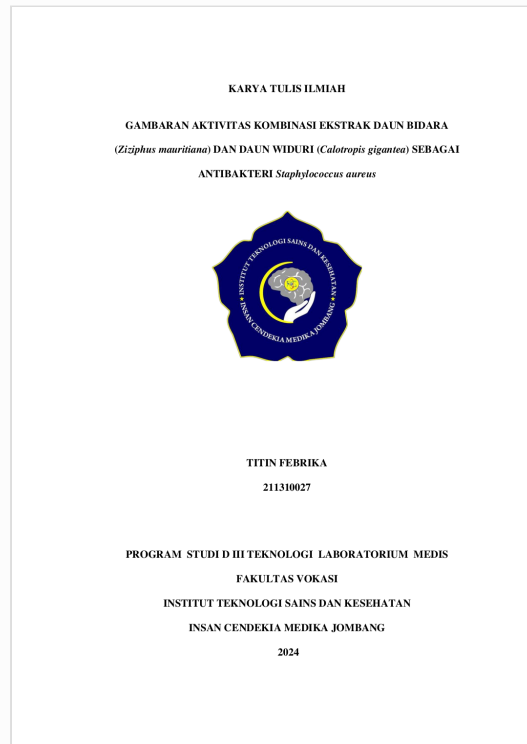 KARYA TULIS ILMIAH
GAMBARAN AKTIVITAS KOMBINASI EKSTRAK DAUN BIDARA
(Ziziphus mauritiana) DAN DAUN WIDURI (Calotropis gigantea) SEBAGAI
ANTIBAKTERI Staphylococcus aureus
INSTITUT TEKNOLOGI SAINS DAN KESEHATAN
INSAN CENDEKIA MEDIKA JOMBANG
TITIN FEBRIKA
211310027
PROGRAM STUDI D III TEKNOLOGI LABORATORIUM MEDIS
FAKULTAS VOKASI
INSTITUT TEKNOLOGI SAINS DAN KESEHATAN
INSAN CENDEKIA MEDIKA JOMBANG
2024